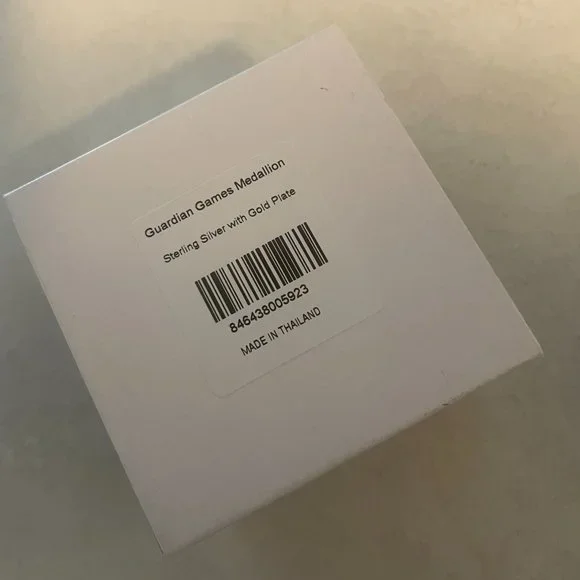 Guardian Games Medallion
Sterling Silver with Gold Plate
846438005923
MADE IN THAILAND